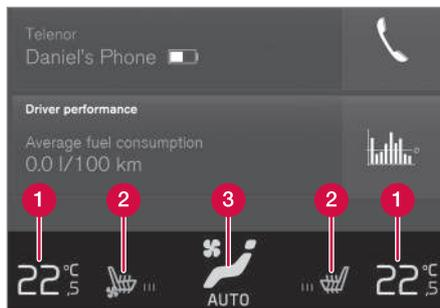 Telenor
Daniel's Phone
Driver performance
Average fuel consumption
0.0 l/100 km
1 2 3 2 1
22 °C ,5 22 °C ,5
AUTO